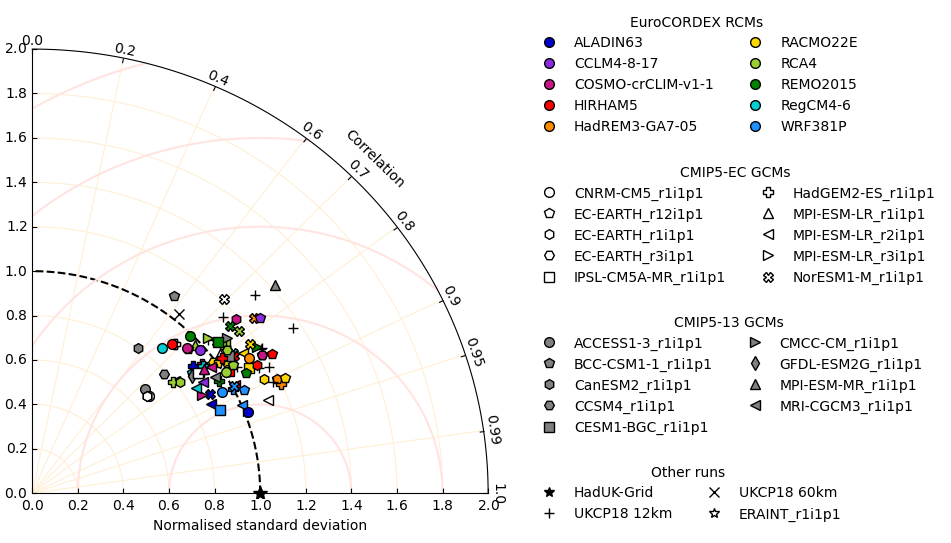 0.0
0.2
0.4
0.6
0.7
0.8
0.9
0.95
0.99
1.0
Correlation
2.0
1.8
1.6
1.4
1.2
1.0
0.8
0.6
0.4
0.2
0.0
0.0 0.2 0.4 0.6 0.8 1.0 1.2 1.4 1.6 1.8 2.0
Normalised standard deviation
EuroCORDEX RCMs
ALADIN63 RACMO22E
CCLM4-8-17 RCA4
COSMO-crCLIM-v1-1 REMO2015
HIRHAM5 RegCM4-6
HadREM3-GA7-05 WRF381P
CMIP5-EC GCMs
CNRM-CM5_r1i1p1 HadGEM2-ES_r1i1p1
EC-EARTH_r12i1p1 MPI-ESM-LR_r1i1p1
EC-EARTH_r1i1p1 MPI-ESM-LR_r2i1p1
EC-EARTH_r3i1p1 MPI-ESM-LR_r3i1p1
IPSL-CM5A-MR_r1i1p1 NorESM1-M_r1i1p1
CMIP5-13 GCMs
ACCESS1-3_r1i1p1 CMCC-CM_r1i1p1
BCC-CSM1-1_r1i1p1 GFDL-ESM2G_r1i1p1
CanESM2_r1i1p1 MPI-ESM-MR_r1i1p1
CCSM4_r1i1p1 MRI-CGCM3_r1i1p1
CESM1-BGC_r1i1p1
Other runs
HadUK-Grid UKCP18 60km
UKCP18 12km ERAINT_r1i1p1